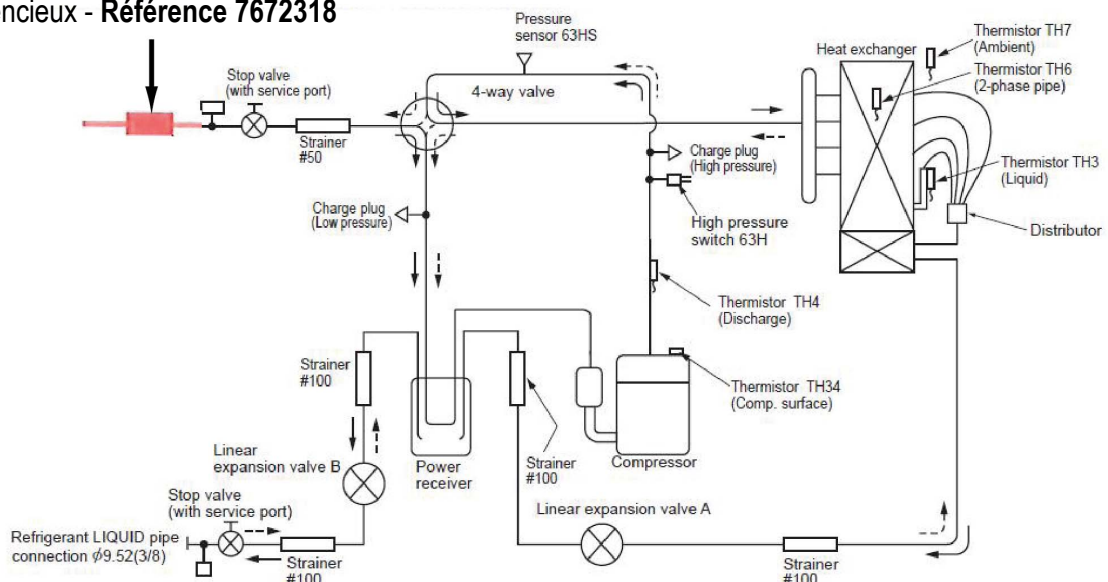 encieux - Référence 7672318
Pressure
sensor 63HS
Heat exchanger
Thermistor TH7
(Ambient)
Thermistor TH6
(2-phase pipe)
Stop valve
(with service port)
4-way valve
Strainer
#50
Charge plug
(High pressure)
Thermistor TH3
(Liquid)
Charge plug
(Low pressure)
High pressure
switch 63H
Distributor
Thermistor TH4
(Discharge)
Strainer
#100
Thermistor TH34
(Comp. surface)
Linear
expansion valve B
Power
receiver
Strainer
#100
Compressor
Stop valve
(with service port)
Linear expansion valve A
Refrigerant LIQUID pipe
connection φ9.52(3/8)
Strainer
#100
Strainer
#100